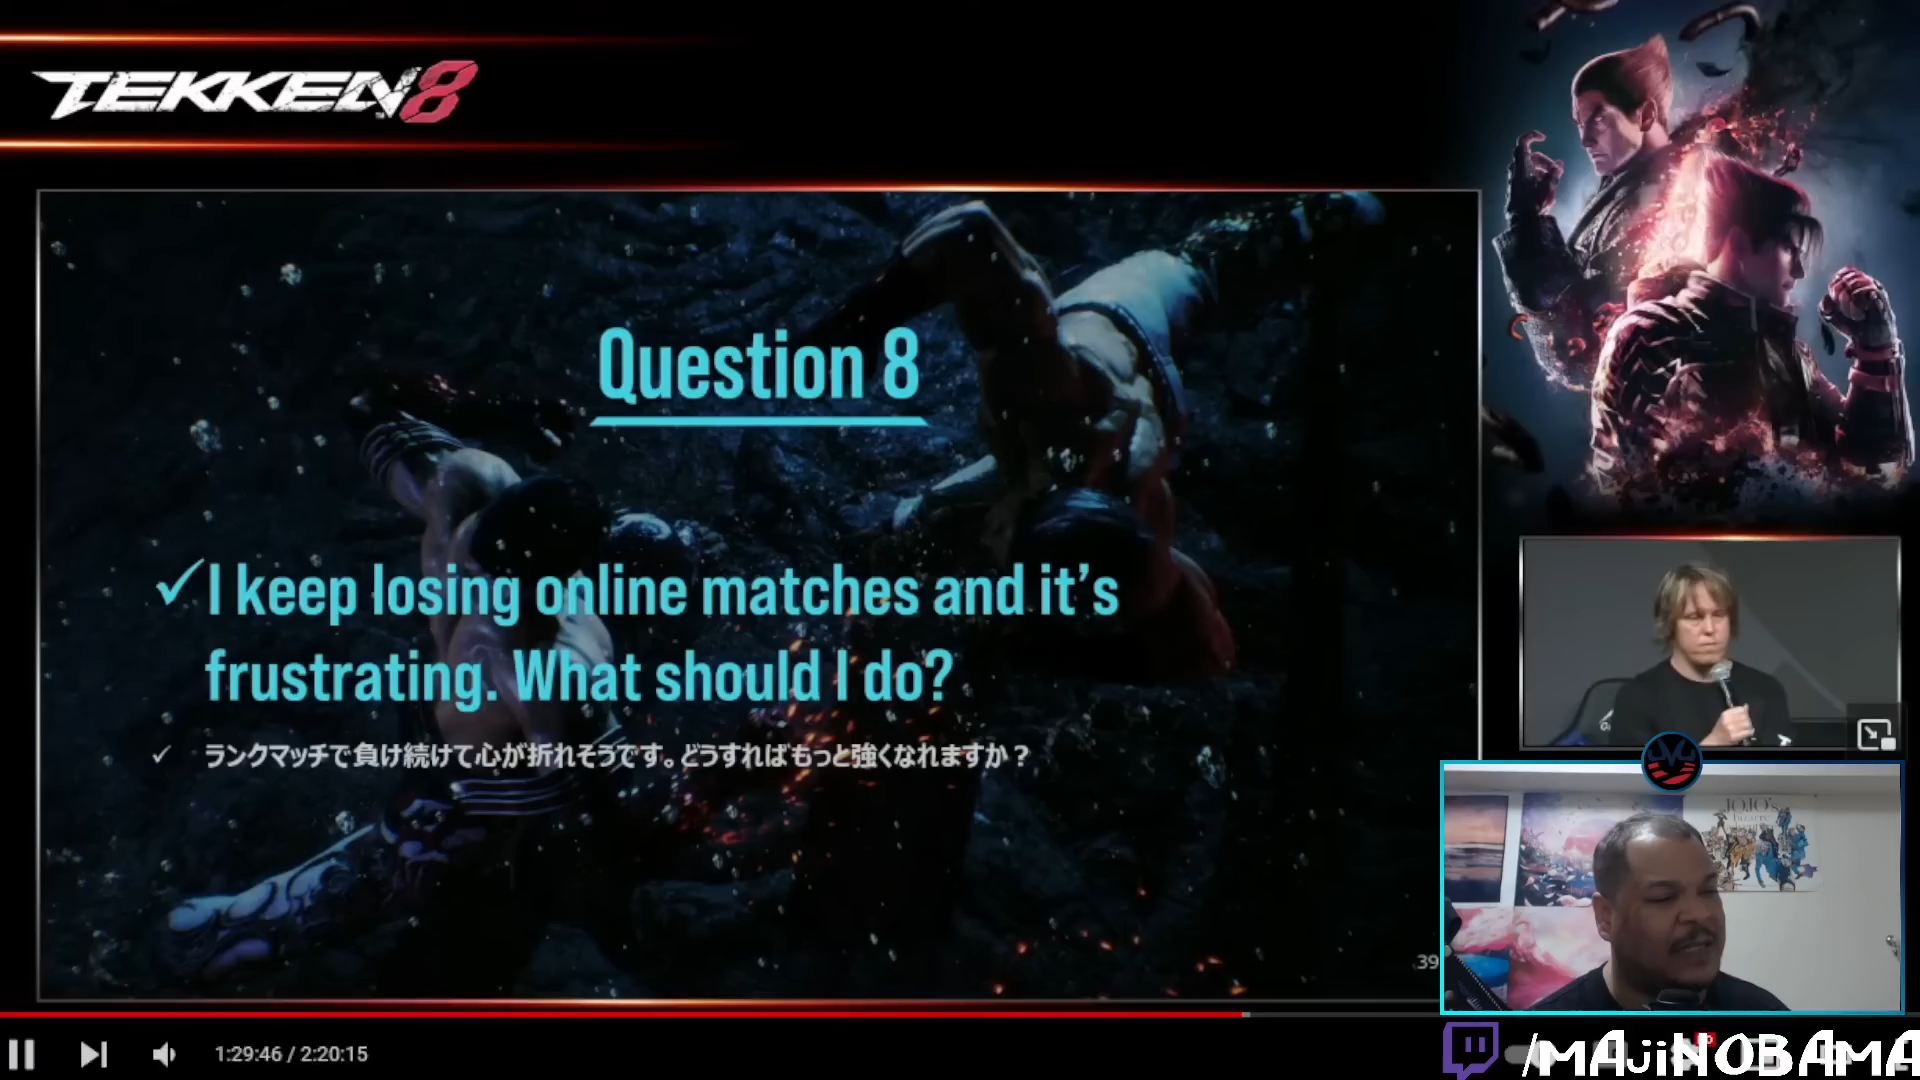 TEKKEN 8
Question 8
✓ I keep losing online matches and it's
frustrating. What should I do?
✓ ランクマッチで負け続けて心が折れそうです。どうすればもっと強くなれますか？
39
JOJO's
Bizarre
1:29:46 / 2:20:15
/MAJiNOBAMA